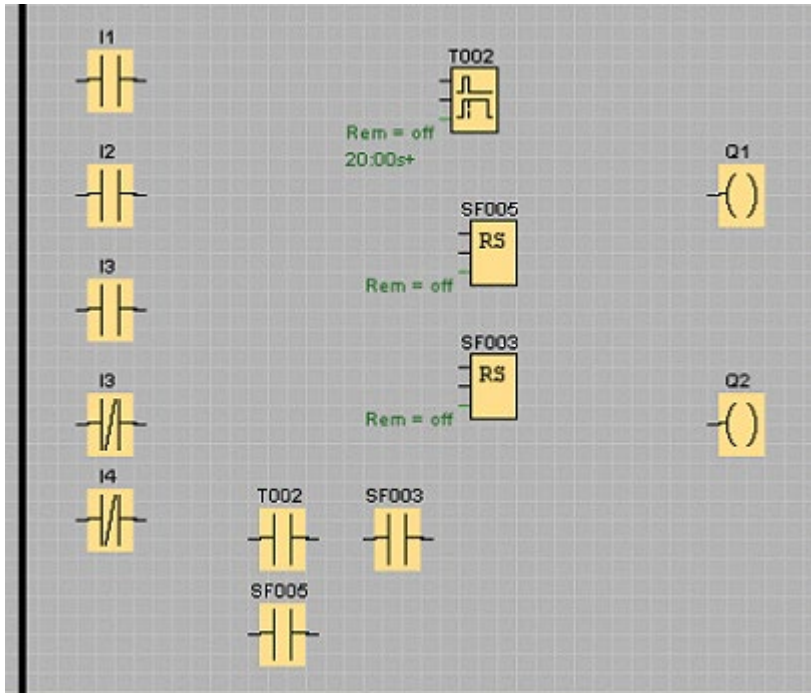 I1
T002
Rem = off
20:00s+
I2
Q1
SF005
RS
Rem = off
I3
SF003
RS
Rem = off
I3
Q2
I4
T002
SF003
SF005